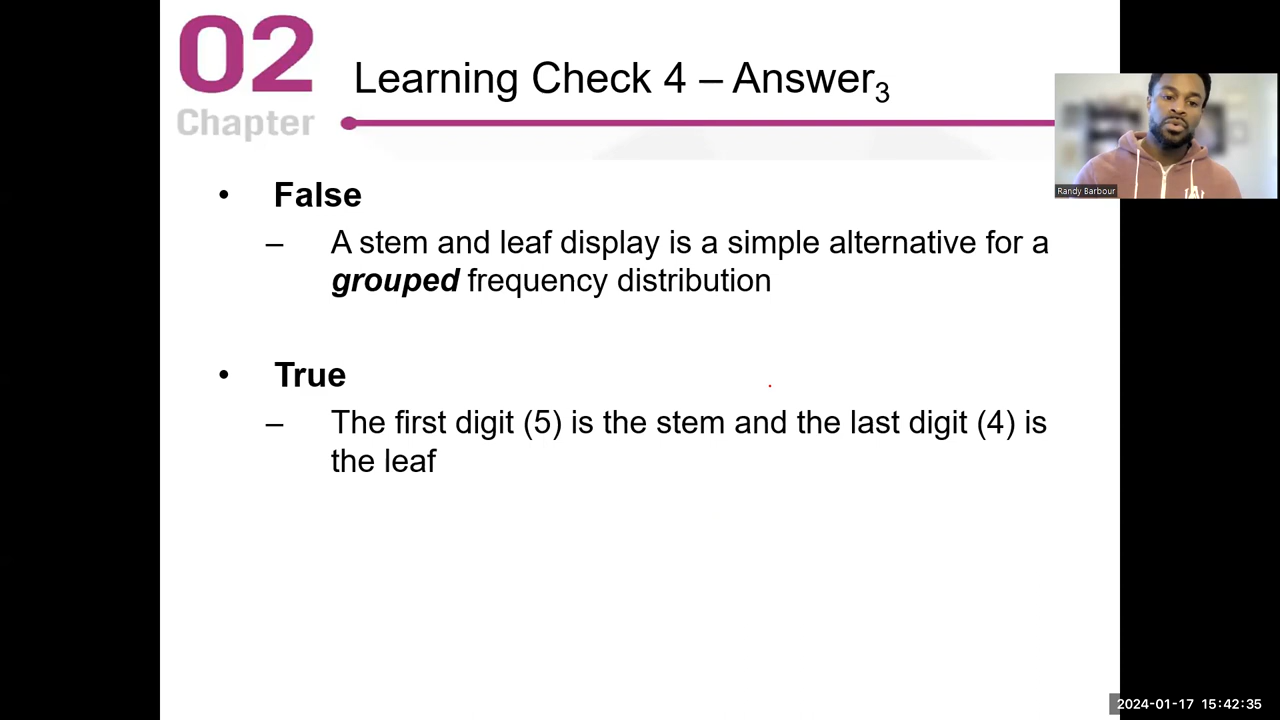 02
Chapter
Learning Check 4 – Answer3
Randy Barbour
• False
– A stem and leaf display is a simple alternative for a
grouped frequency distribution
• True
– The first digit (5) is the stem and the last digit (4) is
the leaf
2024-01-17 15:42:35